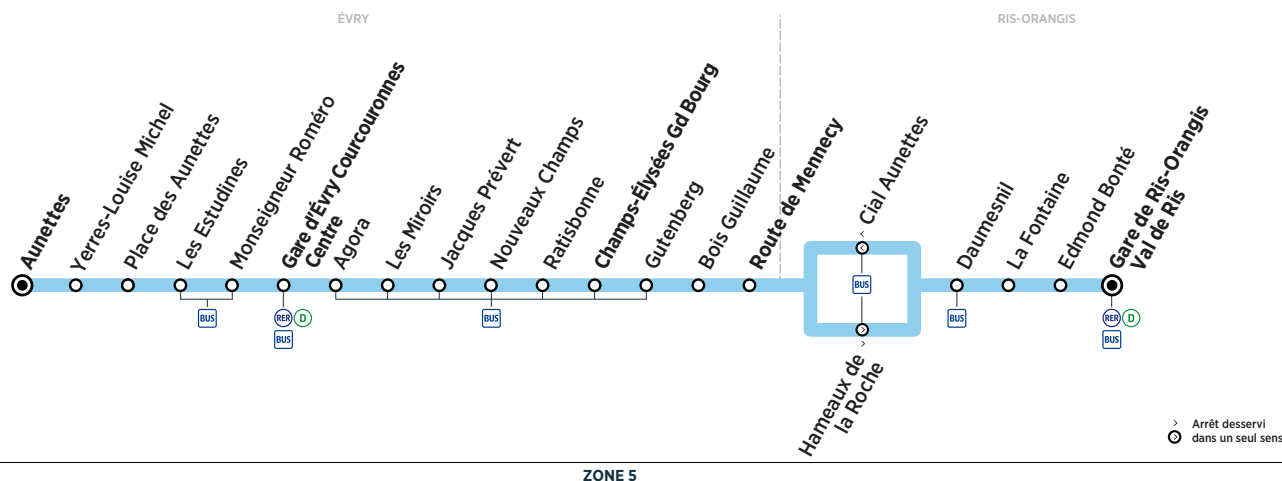 ÉVRY
RIS-ORANGIS
Aunettes
Yerres-Louise Michel
Place des Aunettes
Les Estudines
Monseigneur Roméro
Gare d'Évry Courcouronnes
Centre
Agora
Les Miroirs
Jacques Prévert
Nouveaux Champs
Ratisbonne
Champs-Élysées Gd Bourg
Gutenberg
Bois Guillaume
Route de Mennecy
Cial Aunettes
Hameaux de
la Roche
Daumesnil
La Fontaine
Edmond Bonté
Gare de Ris-Orangis
Val de Ris
BUS
RER D
BUS
BUS
BUS
BUS
RER D
BUS
Arrêt desservi
dans un seul sens
ZONE 5